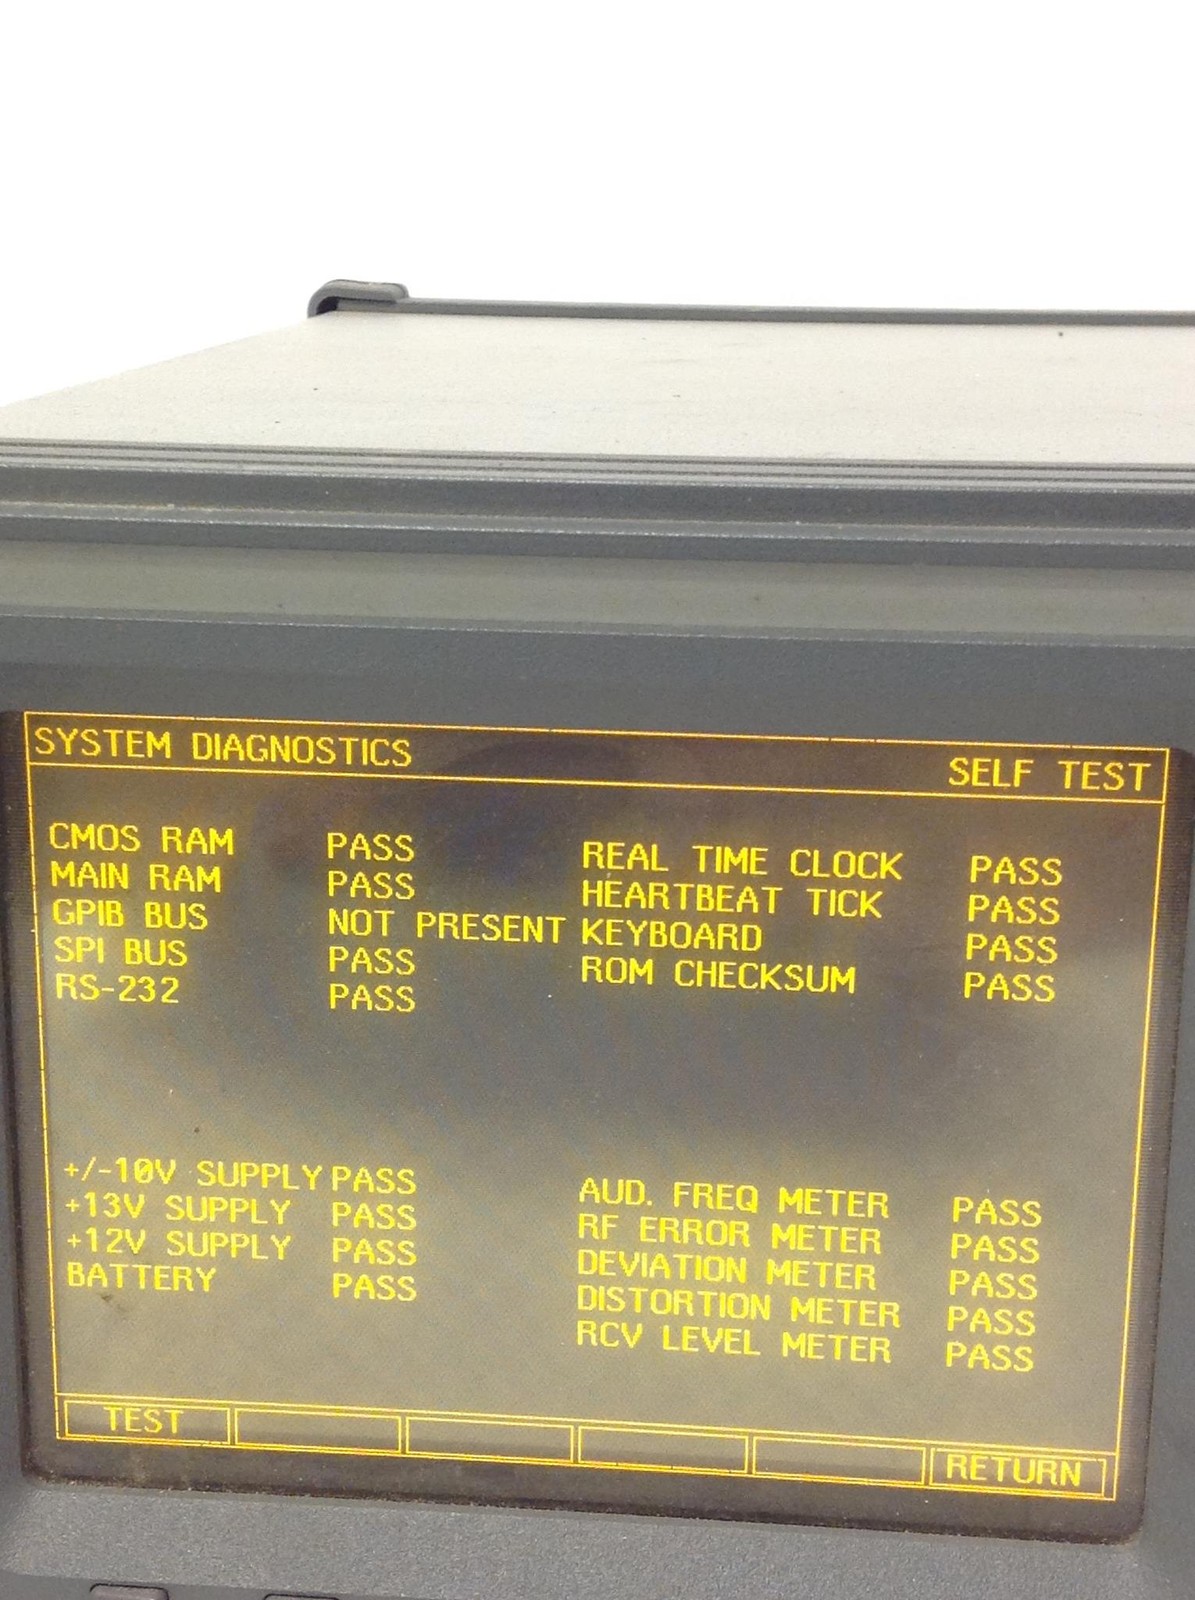 SYSTEM DIAGNOSTICS SELF TEST
CMOS RAM PASS REAL TIME CLOCK PASS
MAIN RAM PASS HEARTBEAT TICK PASS
GPIB BUS NOT PRESENT KEYBOARD PASS
SPI BUS PASS ROM CHECKSUM PASS
RS-232 PASS
+/-10V SUPPLY PASS AUD. FREQ METER PASS
+13V SUPPLY PASS RF ERROR METER PASS
+12V SUPPLY PASS DEVIATION METER PASS
BATTERY PASS DISTORTION METER PASS
RCV LEVEL METER PASS
TEST RETURN